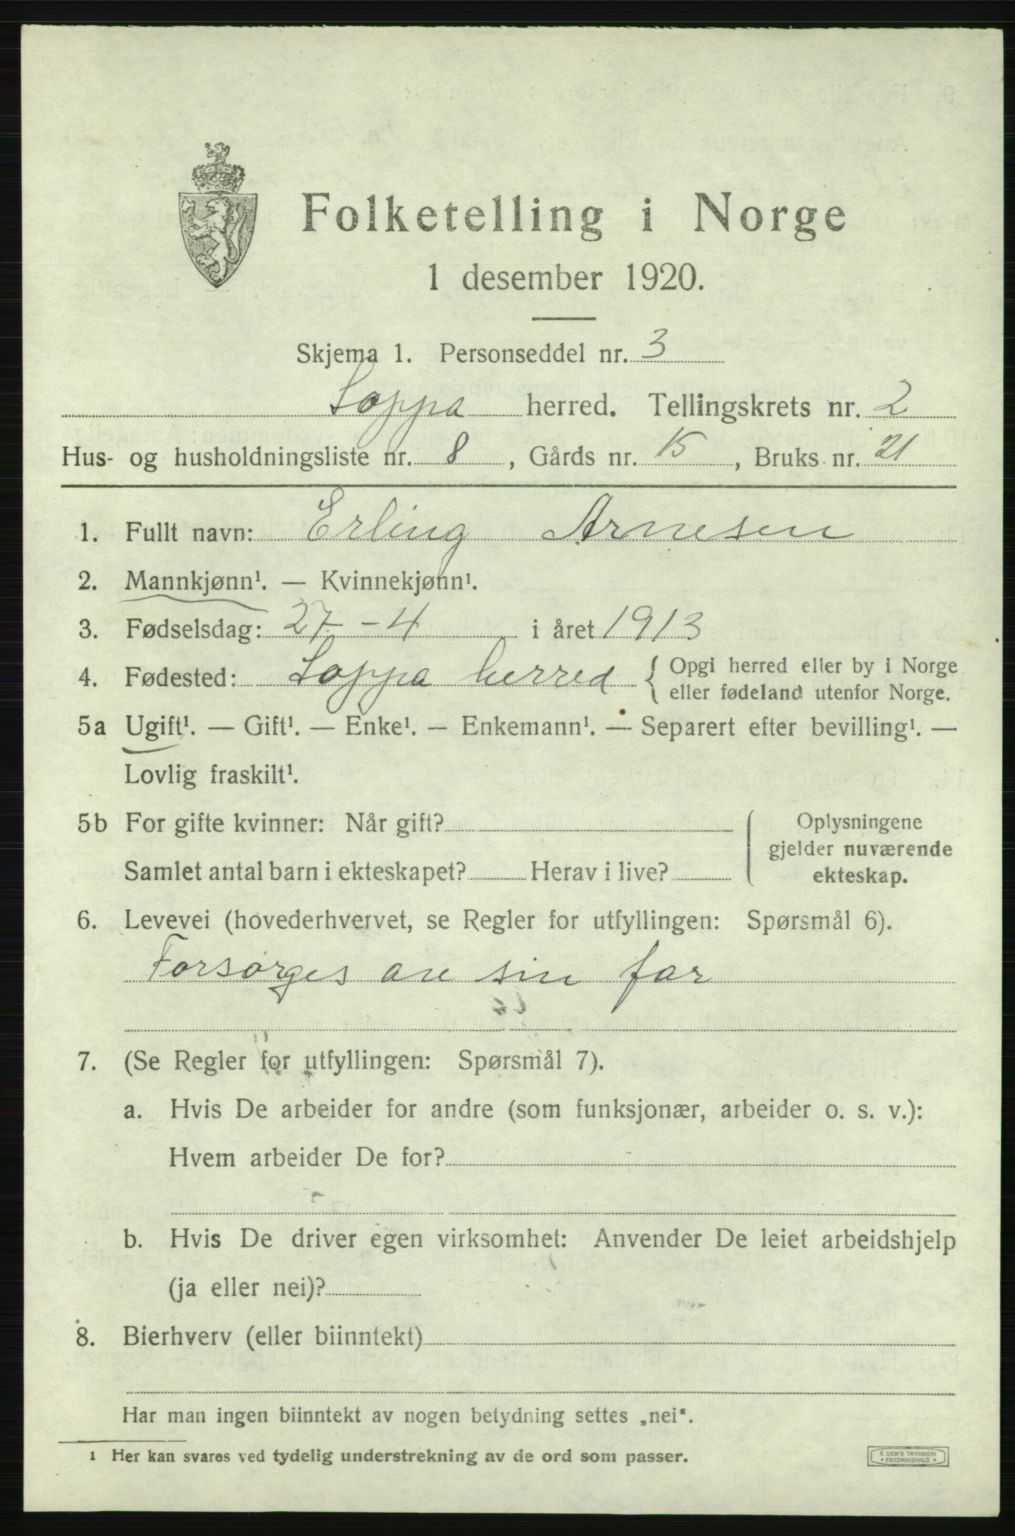 Folketelling i Norge
1 desember 1920.
Skjema 1. Personseddel nr. 3
Loppa herred. Tellingskrets nr. 2
Hus- og husholdningsliste nr. 8, Gårds nr. 15, Bruks nr. 21
1. Fullt navn: Erling Arnesen
2. Mannkjønn¹. — Kvinnekjønn¹.
3. Fødselsdag: 27-4 i året 1913
4. Fødested: Loppa herred { Opgi herred eller by i Norge
eller fødeland utenfor Norge.
5a Ugift¹. — Gift¹. — Enke¹. — Enkemann¹. — Separert efter bevilling¹. —
Lovlig fraskilt¹.
5b For gifte kvinner: Når gift?
Samlet antal barn i ekteskapet? Herav i live?
Oplysningene
gjelder nuværende
ekteskap.
6. Levevei (hovederhvervet, se Regler for utfyllingen: Spørsmål 6).
Forsørges av sin far
7. (Se Regler for utfyllingen: Spørsmål 7).
a. Hvis De arbeider for andre (som funksjonær, arbeider o. s. v.):
Hvem arbeider De for?
b. Hvis De driver egen virksomhet: Anvender De leiet arbeidshjelp
(ja eller nei)?
8. Bierhverv (eller biinntekt)
Har man ingen biinntekt av nogen betydning settes „nei".
¹ Her kan svares ved tydelig understrekning av de ord som passer.